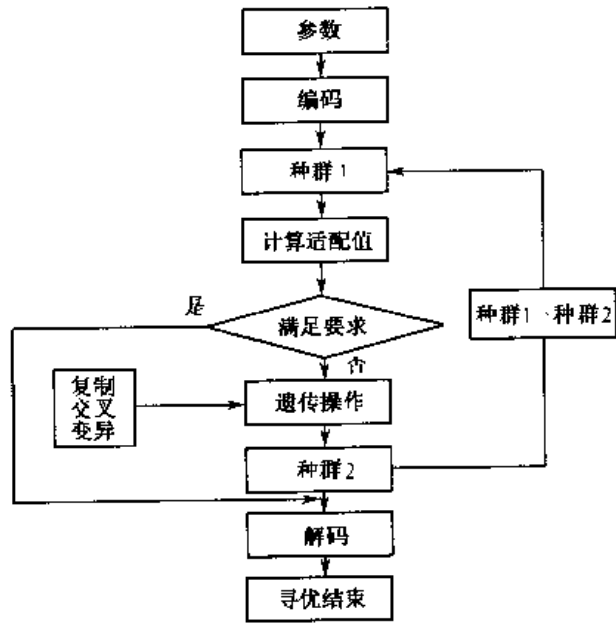 参数
编码
种群1
计算适配值
是
满足要求
种群1、种群2
否
复制
交叉
变异
遗传操作
种群2
解码
寻优结束